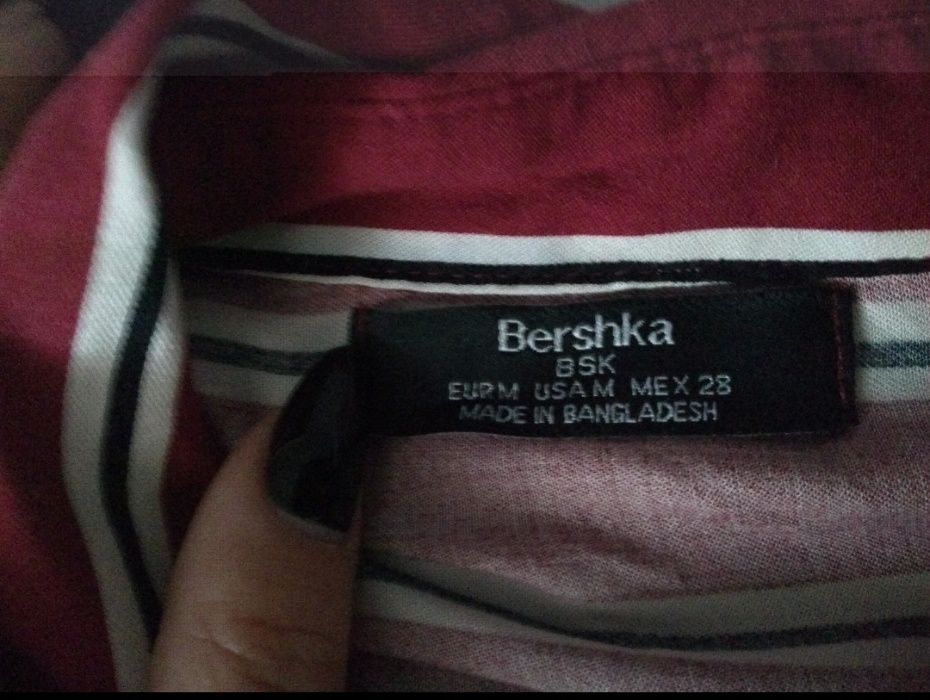 Bershka
BSK
EUR M USA M MEX 28
MADE IN BANGLADESH